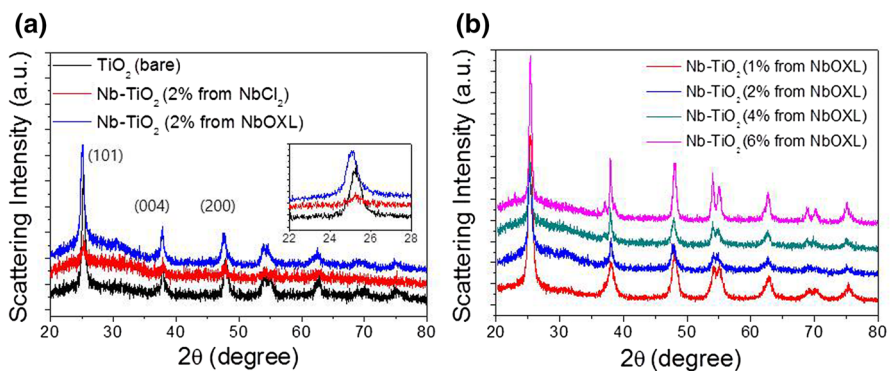 (a)
Scattering Intensity (a.u.)
TiO₂ (bare)
Nb-TiO₂ (2% from NbCl₂)
Nb-TiO₂ (2% from NbOXL)
(101)
(004)
(200)
22 24 26 28
20 30 40 50 60 70 80
2θ (degree)
(b)
Scattering Intensity (a.u.)
Nb-TiO₂ (1% from NbOXL)
Nb-TiO₂ (2% from NbOXL)
Nb-TiO₂ (4% from NbOXL)
Nb-TiO₂ (6% from NbOXL)
20 30 40 50 60 70 80
2θ (degree)